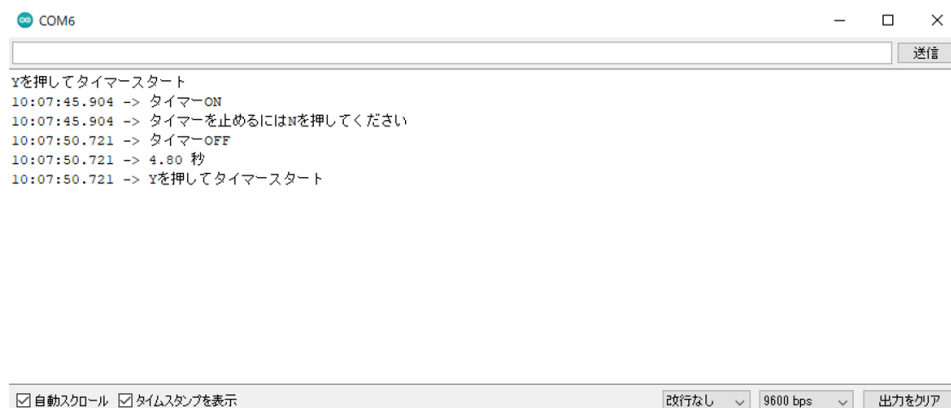 COM6
送信
Yを押してタイマースタート
10:07:45.904 -> タイマーON
10:07:45.904 -> タイマーを止めるにはNを押してください
10:07:50.721 -> タイマーOFF
10:07:50.721 -> 4.80 秒
10:07:50.721 -> Yを押してタイマースタート
自動スクロール タイムスタンプを表示 改行なし 9600 bps 出力をクリア